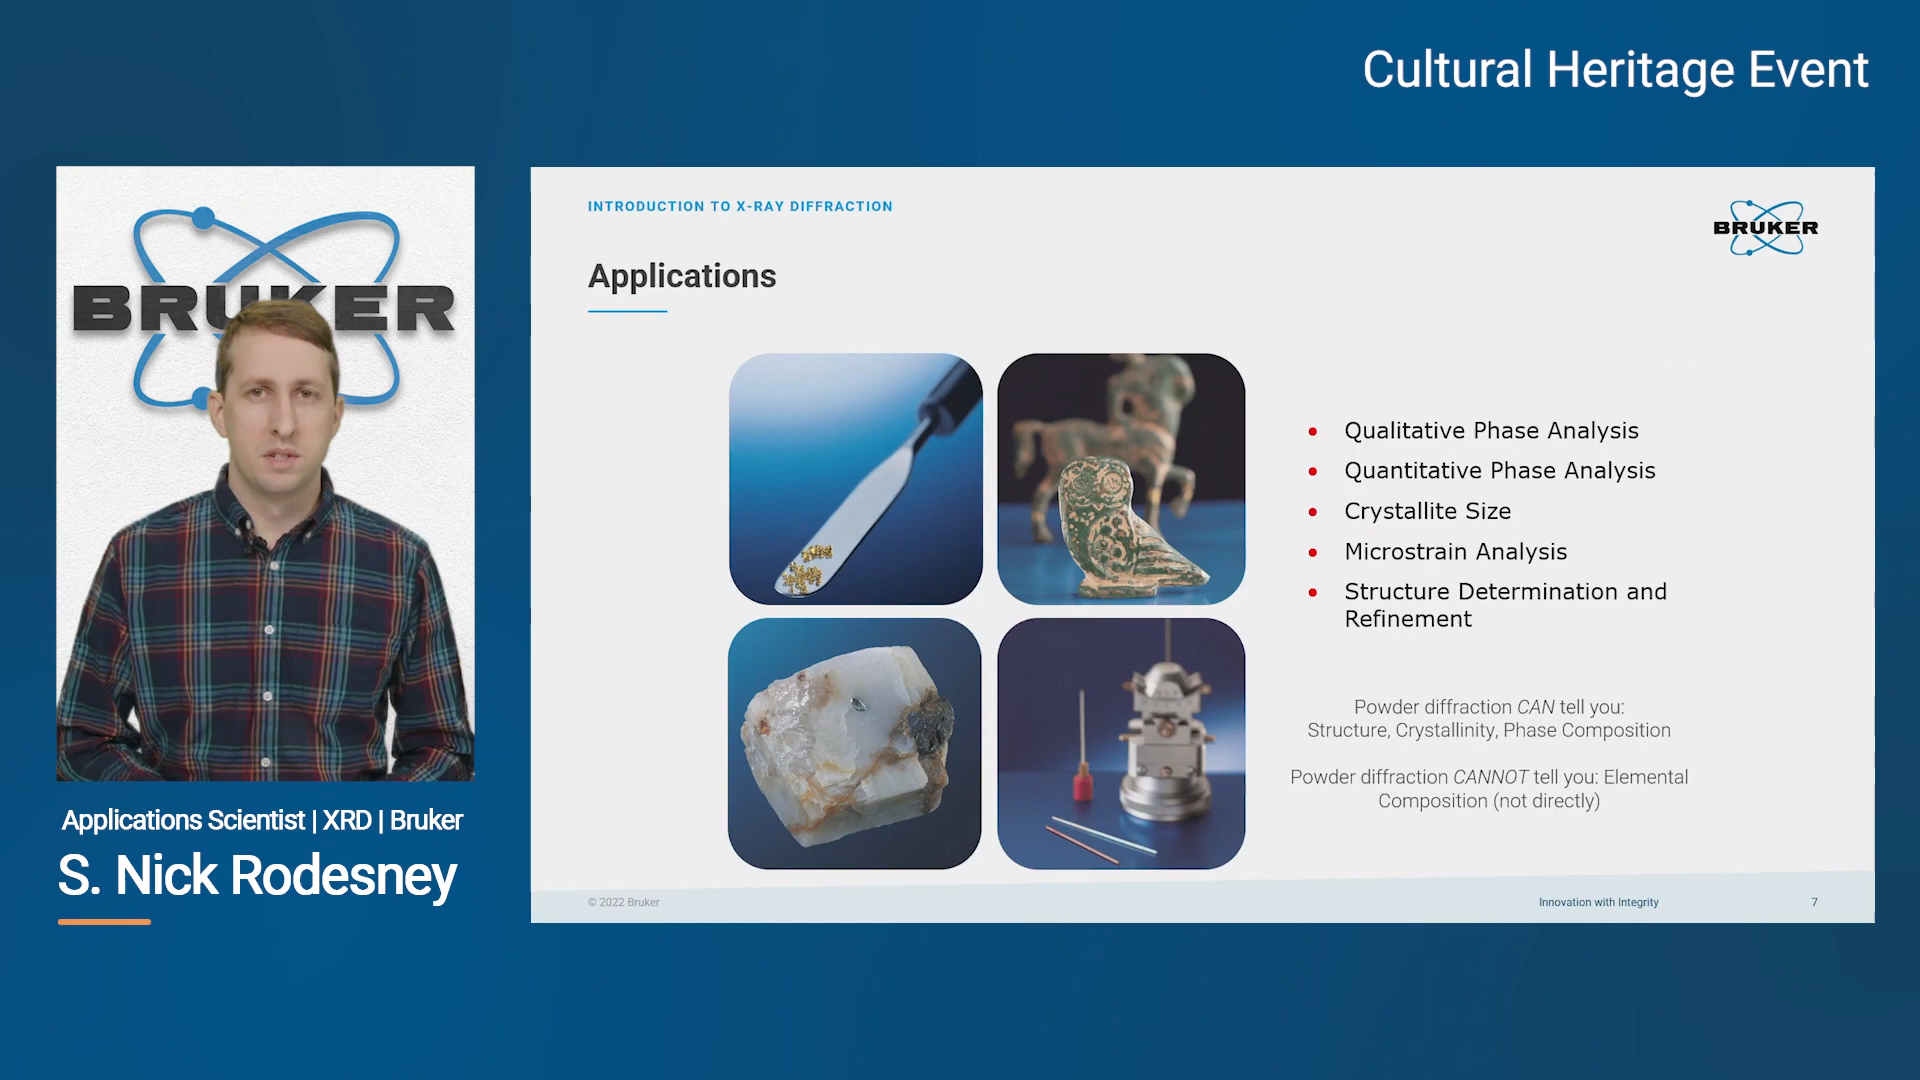 Cultural Heritage Event
BRUKER
Applications Scientist | XRD | Bruker
S. Nick Rodesney
INTRODUCTION TO X-RAY DIFFRACTION
BRUKER
Applications
• Qualitative Phase Analysis
• Quantitative Phase Analysis
• Crystallite Size
• Microstrain Analysis
• Structure Determination and
Refinement
Powder diffraction CAN tell you:
Structure, Crystallinity, Phase Composition
Powder diffraction CANNOT tell you: Elemental
Composition (not directly)
© 2022 Bruker
Innovation with Integrity
7